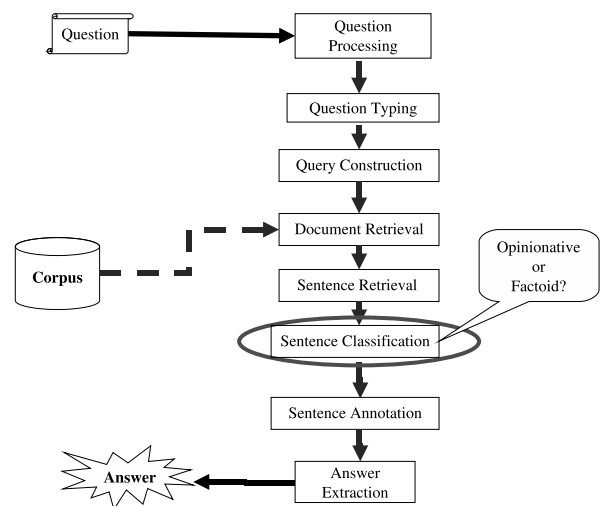 Question
Question
Processing
Question Typing
Query Construction
Document Retrieval
Corpus
Opinionative
or
Factoid?
Sentence Retrieval
Sentence Classification
Sentence Annotation
Answer
Answer
Extraction